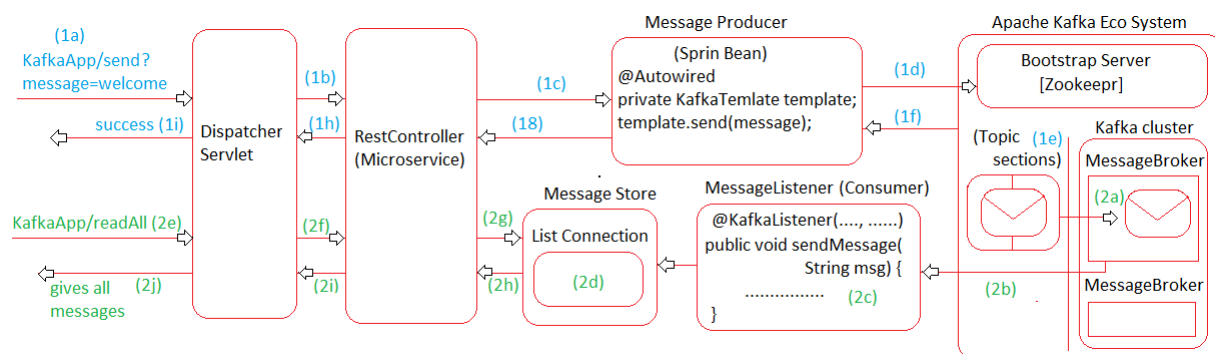 Message Producer
Apache Kafka Eco System
(1a)
KafkaApp/send?
message=welcome
(1b)
(1c)
(Sprin Bean)
@Autowired
private KafkaTemlate template;
template.send(message);
(1d)
Bootstrap Server
[Zookeepr]
success (1i)
Dispatcher
Servlet
(1h)
RestController
(Microservice)
(18)
(1f)
(Topic
sections)
(1e)
Kafka cluster
MessageBroker
(2a)
Message Store
MessageListener (Consumer)
KafkaApp/readAll (2e)
(2f)
(2g)
List Connection
(2d)
@KafkaListener(...., ......)
public void sendMessage(
String msg) {
................
(2c)
}
(2b)
MessageBroker
gives all
messages
(2j)
(2i)
(2h)